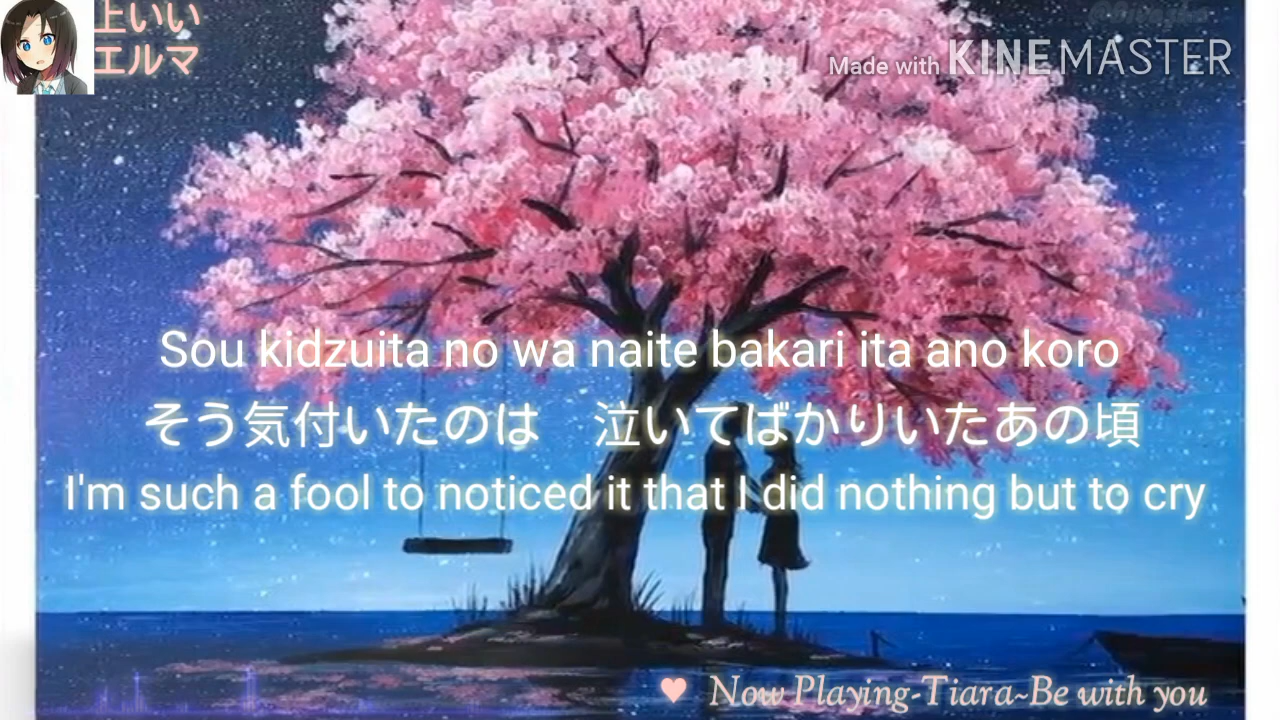 上いい
エルマ
Made with KINEMASTER
Sou kidzuita no wa naite bakari ita ano koro
そう気付いたのは　泣いてばかりいたあの頃
I'm such a fool to noticed it that I did nothing but to cry
♥ Now Playing-Tiara~Be with you